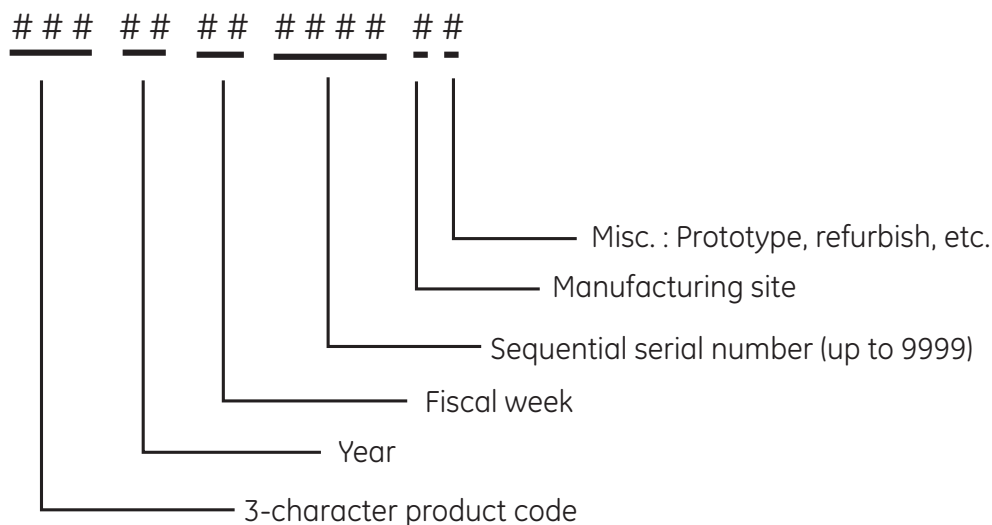 # # # # # # # # # # # # #
Misc. : Prototype, refurbish, etc.
Manufacturing site
Sequential serial number (up to 9999)
Fiscal week
Year
3-character product code